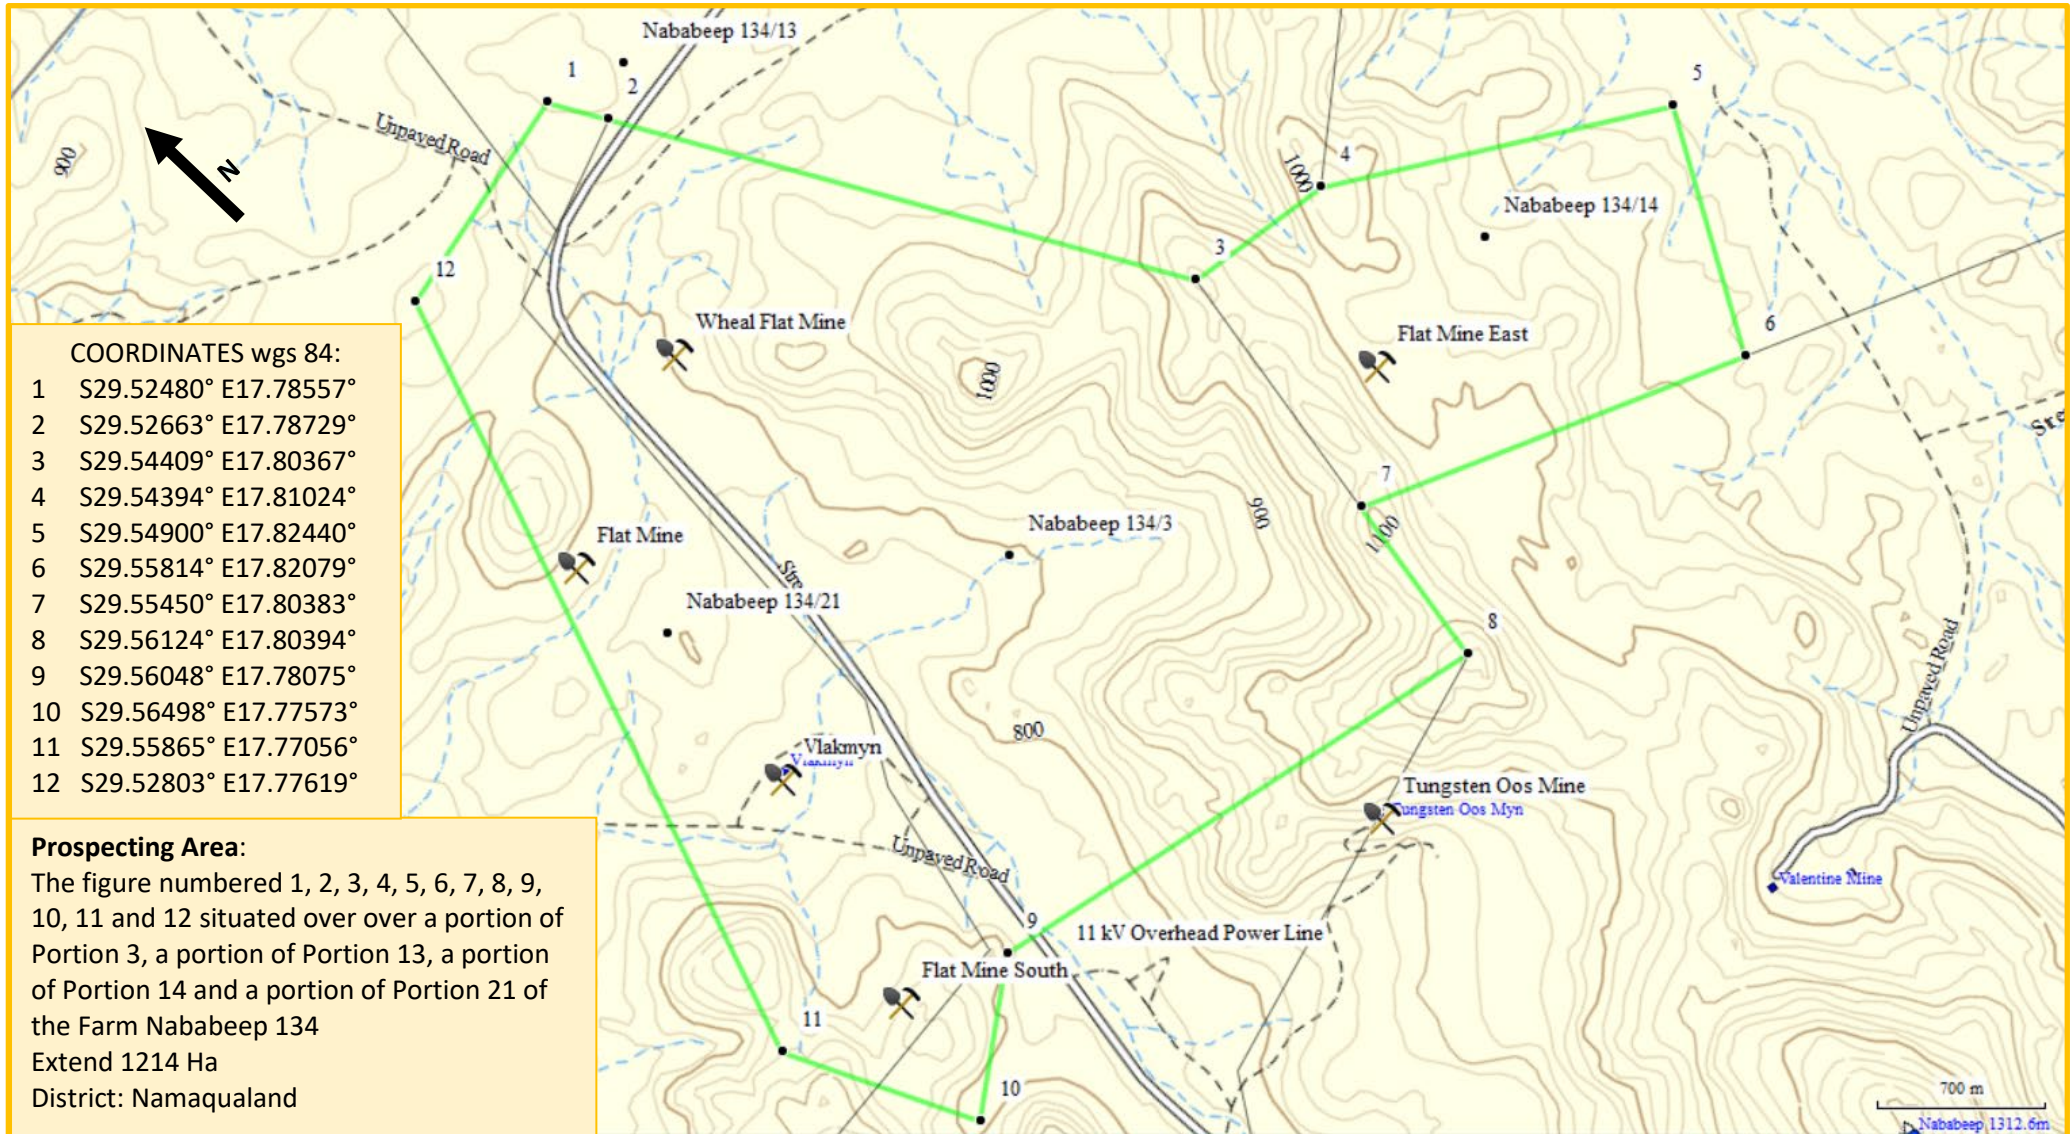 Nababeep 134/13
1
2
5
Unpaved Road
900
N
1000
4
Nababeep 134/14
3
12
6
Wheal Flat Mine
Flat Mine East
1000
COORDINATES wgs 84:
1 S29.52480° E17.78557°
2 S29.52663° E17.78729°
3 S29.54409° E17.80367°
4 S29.54394° E17.81024°
5 S29.54900° E17.82440°
6 S29.55814° E17.82079°
7 S29.55450° E17.80383°
8 S29.56124° E17.80394°
9 S29.56048° E17.78075°
10 S29.56498° E17.77573°
11 S29.55865° E17.77056°
12 S29.52803° E17.77619°
Stre
7
900
Nababeep 134/3
1100
Flat Mine
Stre
Nababeep 134/21
8
Unpaved Road
800
Vlakmyn
Vlakmyn
Tungsten Oos Mine
Tungsten Oos Myn
Unpaved Road
Valentine Mine
9
11 kV Overhead Power Line
Flat Mine South
11
10
Prospecting Area:
The figure numbered 1, 2, 3, 4, 5, 6, 7, 8, 9,
10, 11 and 12 situated over over a portion of
Portion 3, a portion of Portion 13, a portion
of Portion 14 and a portion of Portion 21 of
the Farm Nababeep 134
Extend 1214 Ha
District: Namaqualand
700 m
Nababeep 1312.6m